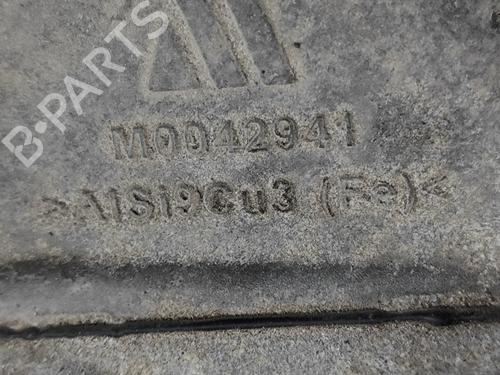 B-PARTS
M0042941
>AlSi9Cu3 (Fe)<